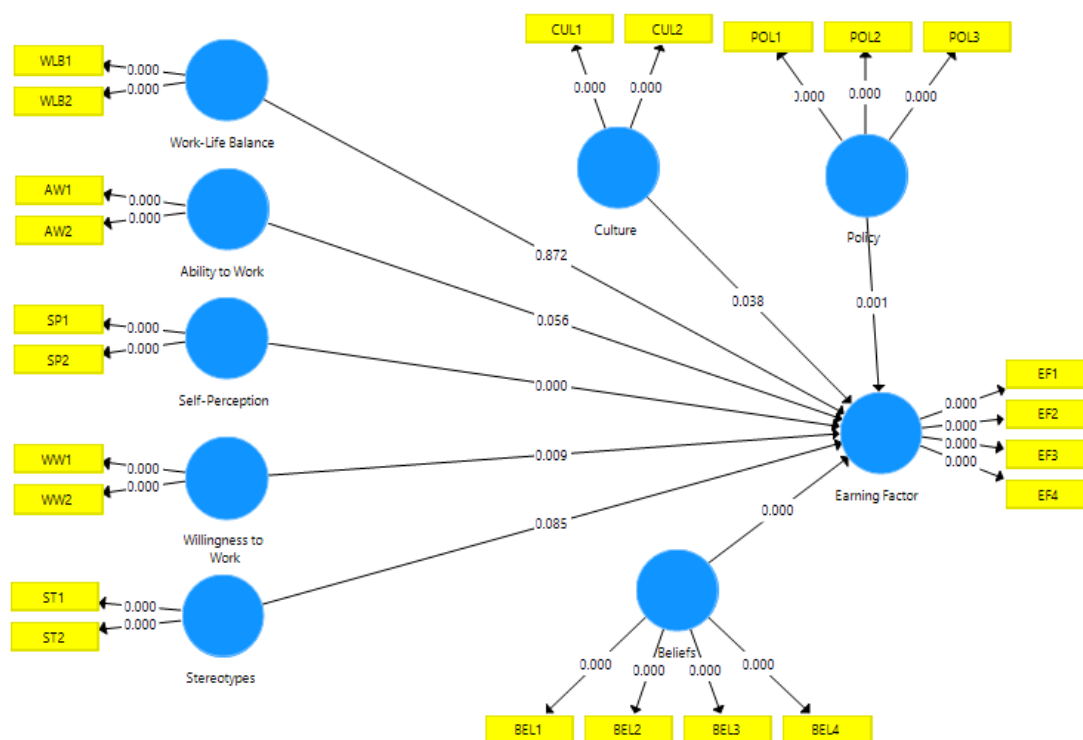 CUL1
CUL2
POL1
POL2
POL3
WLB1
0.000
WLB2
0.000
Work-Life Balance
0.000
0.000
0.000
0.000
0.000
Culture
Policy
AW1
0.000
AW2
0.000
Ability to Work
0.872
0.038
0.001
0.056
SP1
0.000
SP2
0.000
Self-Perception
0.000
WW1
0.000
WW2
0.000
Willingness to
Work
0.009
0.085
EF1
0.000
EF2
0.000
EF3
0.000
EF4
0.000
Earning Factor
ST1
0.000
ST2
0.000
Stereotypes
0.000
Beliefs
0.000
0.000
0.000
0.000
BEL1
BEL2
BEL3
BEL4